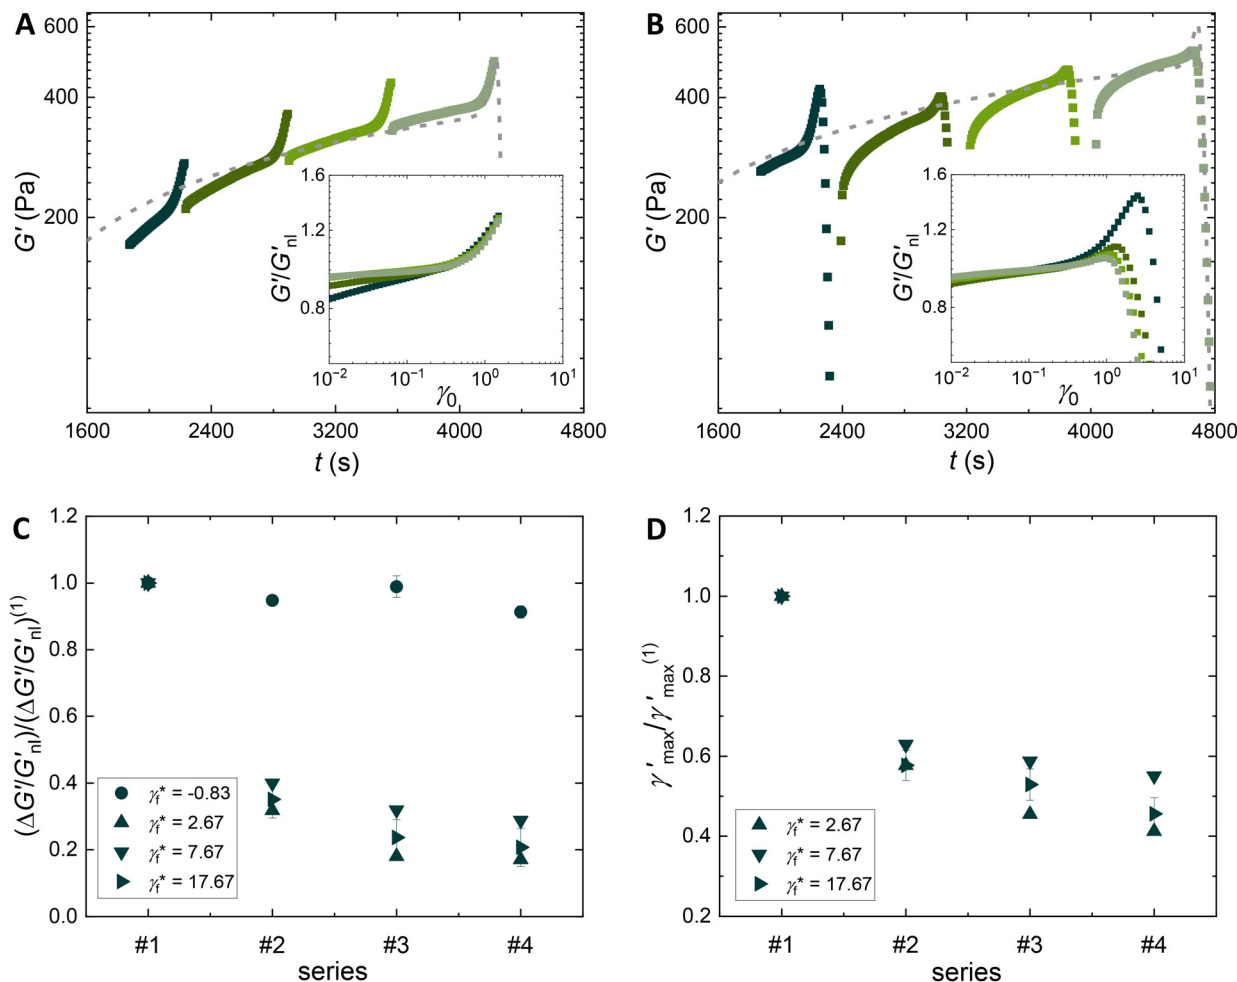 A
600
400
200
G′ (Pa)
1600 2400 3200 4000 4800
t (s)
1.6
1.2
0.8
G′/G′nl
10⁻² 10⁻¹ 10⁰ 10¹
γ0
B
600
400
200
G′ (Pa)
1600 2400 3200 4000 4800
t (s)
1.6
1.2
0.8
G′/G′nl
10⁻² 10⁻¹ 10⁰ 10¹
γ0
C
1.2
1.0
0.8
0.6
0.4
0.2
0.0
(ΔG′/G′nl)/(ΔG′/G′nl)⁽¹⁾
γf* = -0.83
γf* = 2.67
γf* = 7.67
γf* = 17.67
#1 #2 #3 #4
series
D
1.2
1.0
0.8
0.6
0.4
0.2
γ′max/γ′max⁽¹⁾
γf* = 2.67
γf* = 7.67
γf* = 17.67
#1 #2 #3 #4
series